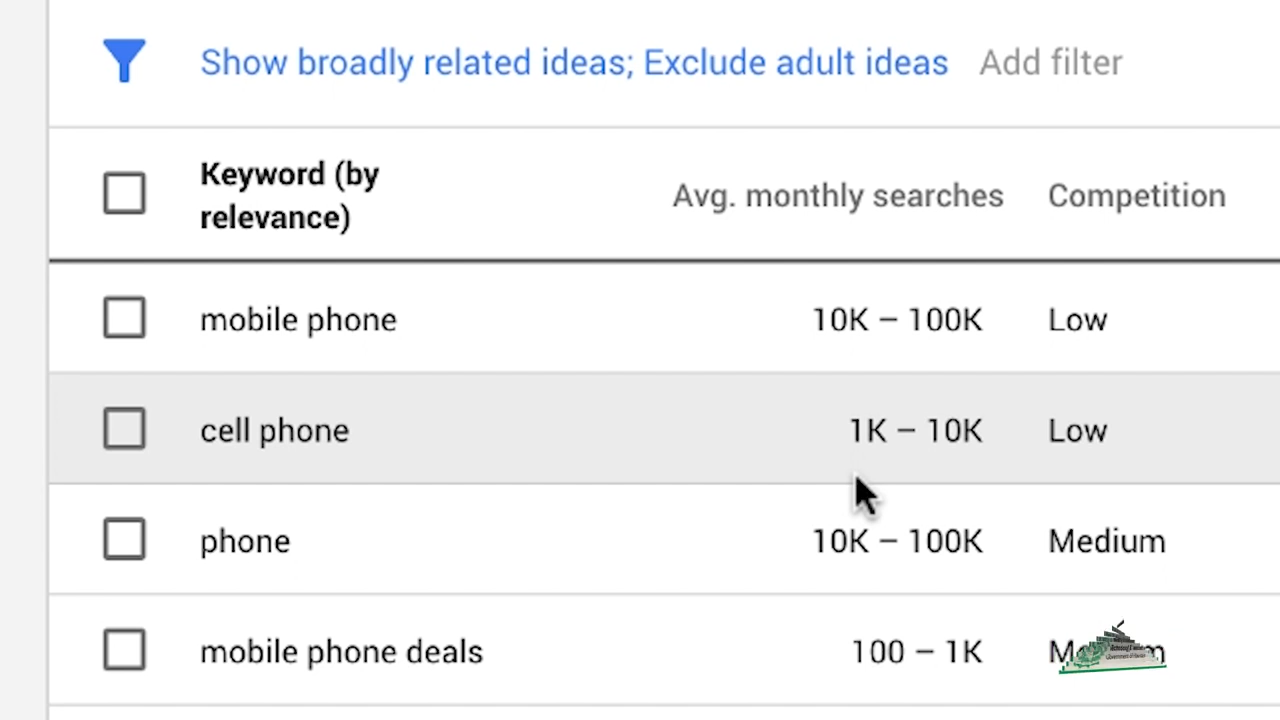 Show broadly related ideas; Exclude adult ideas Add filter
Keyword (by
relevance)
Avg. monthly searches Competition
mobile phone 10K – 100K Low
cell phone 1K – 10K Low
phone 10K – 100K Medium
mobile phone deals 100 – 1K